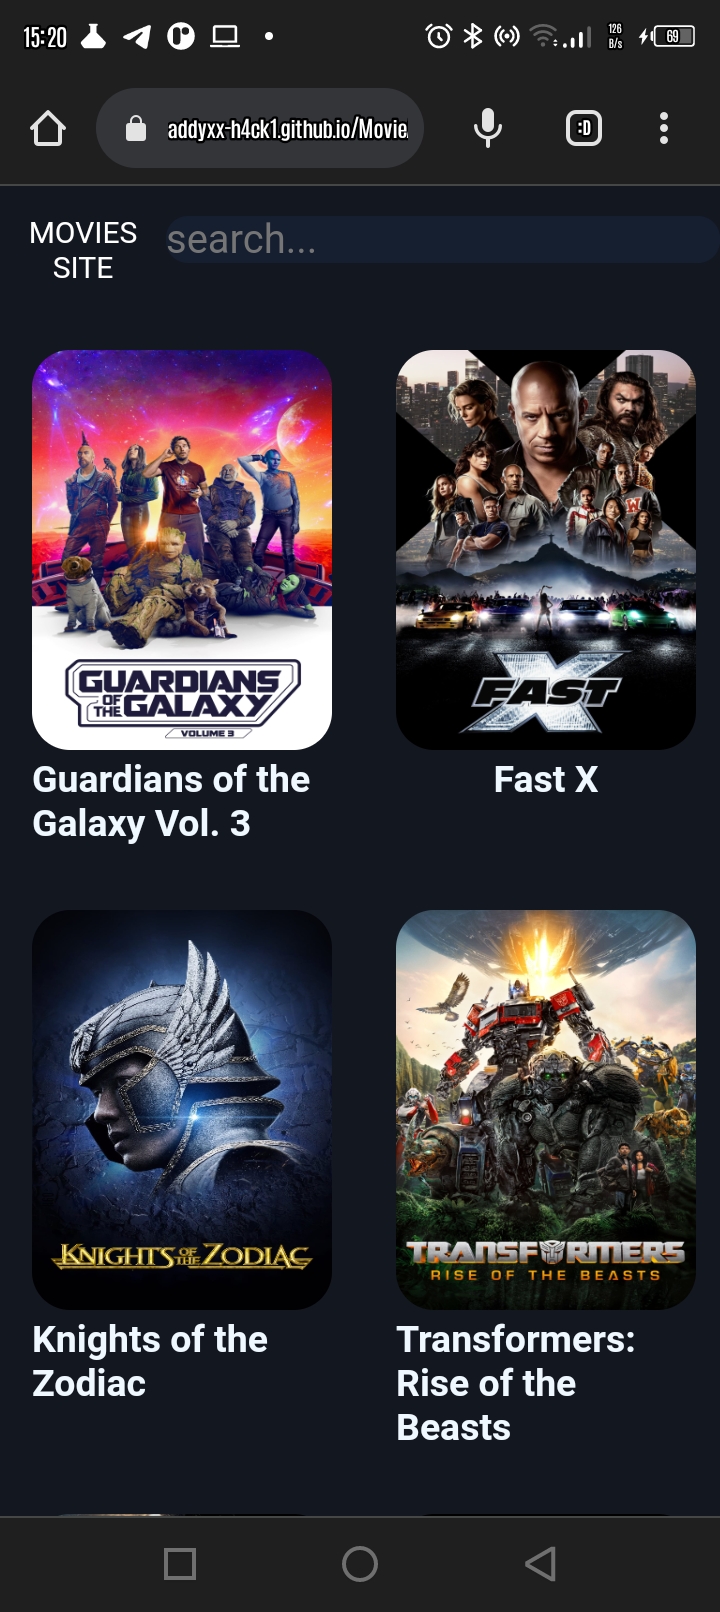 15:20
126
B/s
69
addyxx-h4ck1.github.io/Movie
:D
MOVIES
SITE
search...
GUARDIANS
OF THE GALAXY
VOLUME 3
W
FAST X
Guardians of the
Galaxy Vol. 3
Fast X
KNIGHTS OF THE ZODIAC
TRANSFORMERS
RISE OF THE BEASTS
Knights of the
Zodiac
Transformers:
Rise of the
Beasts